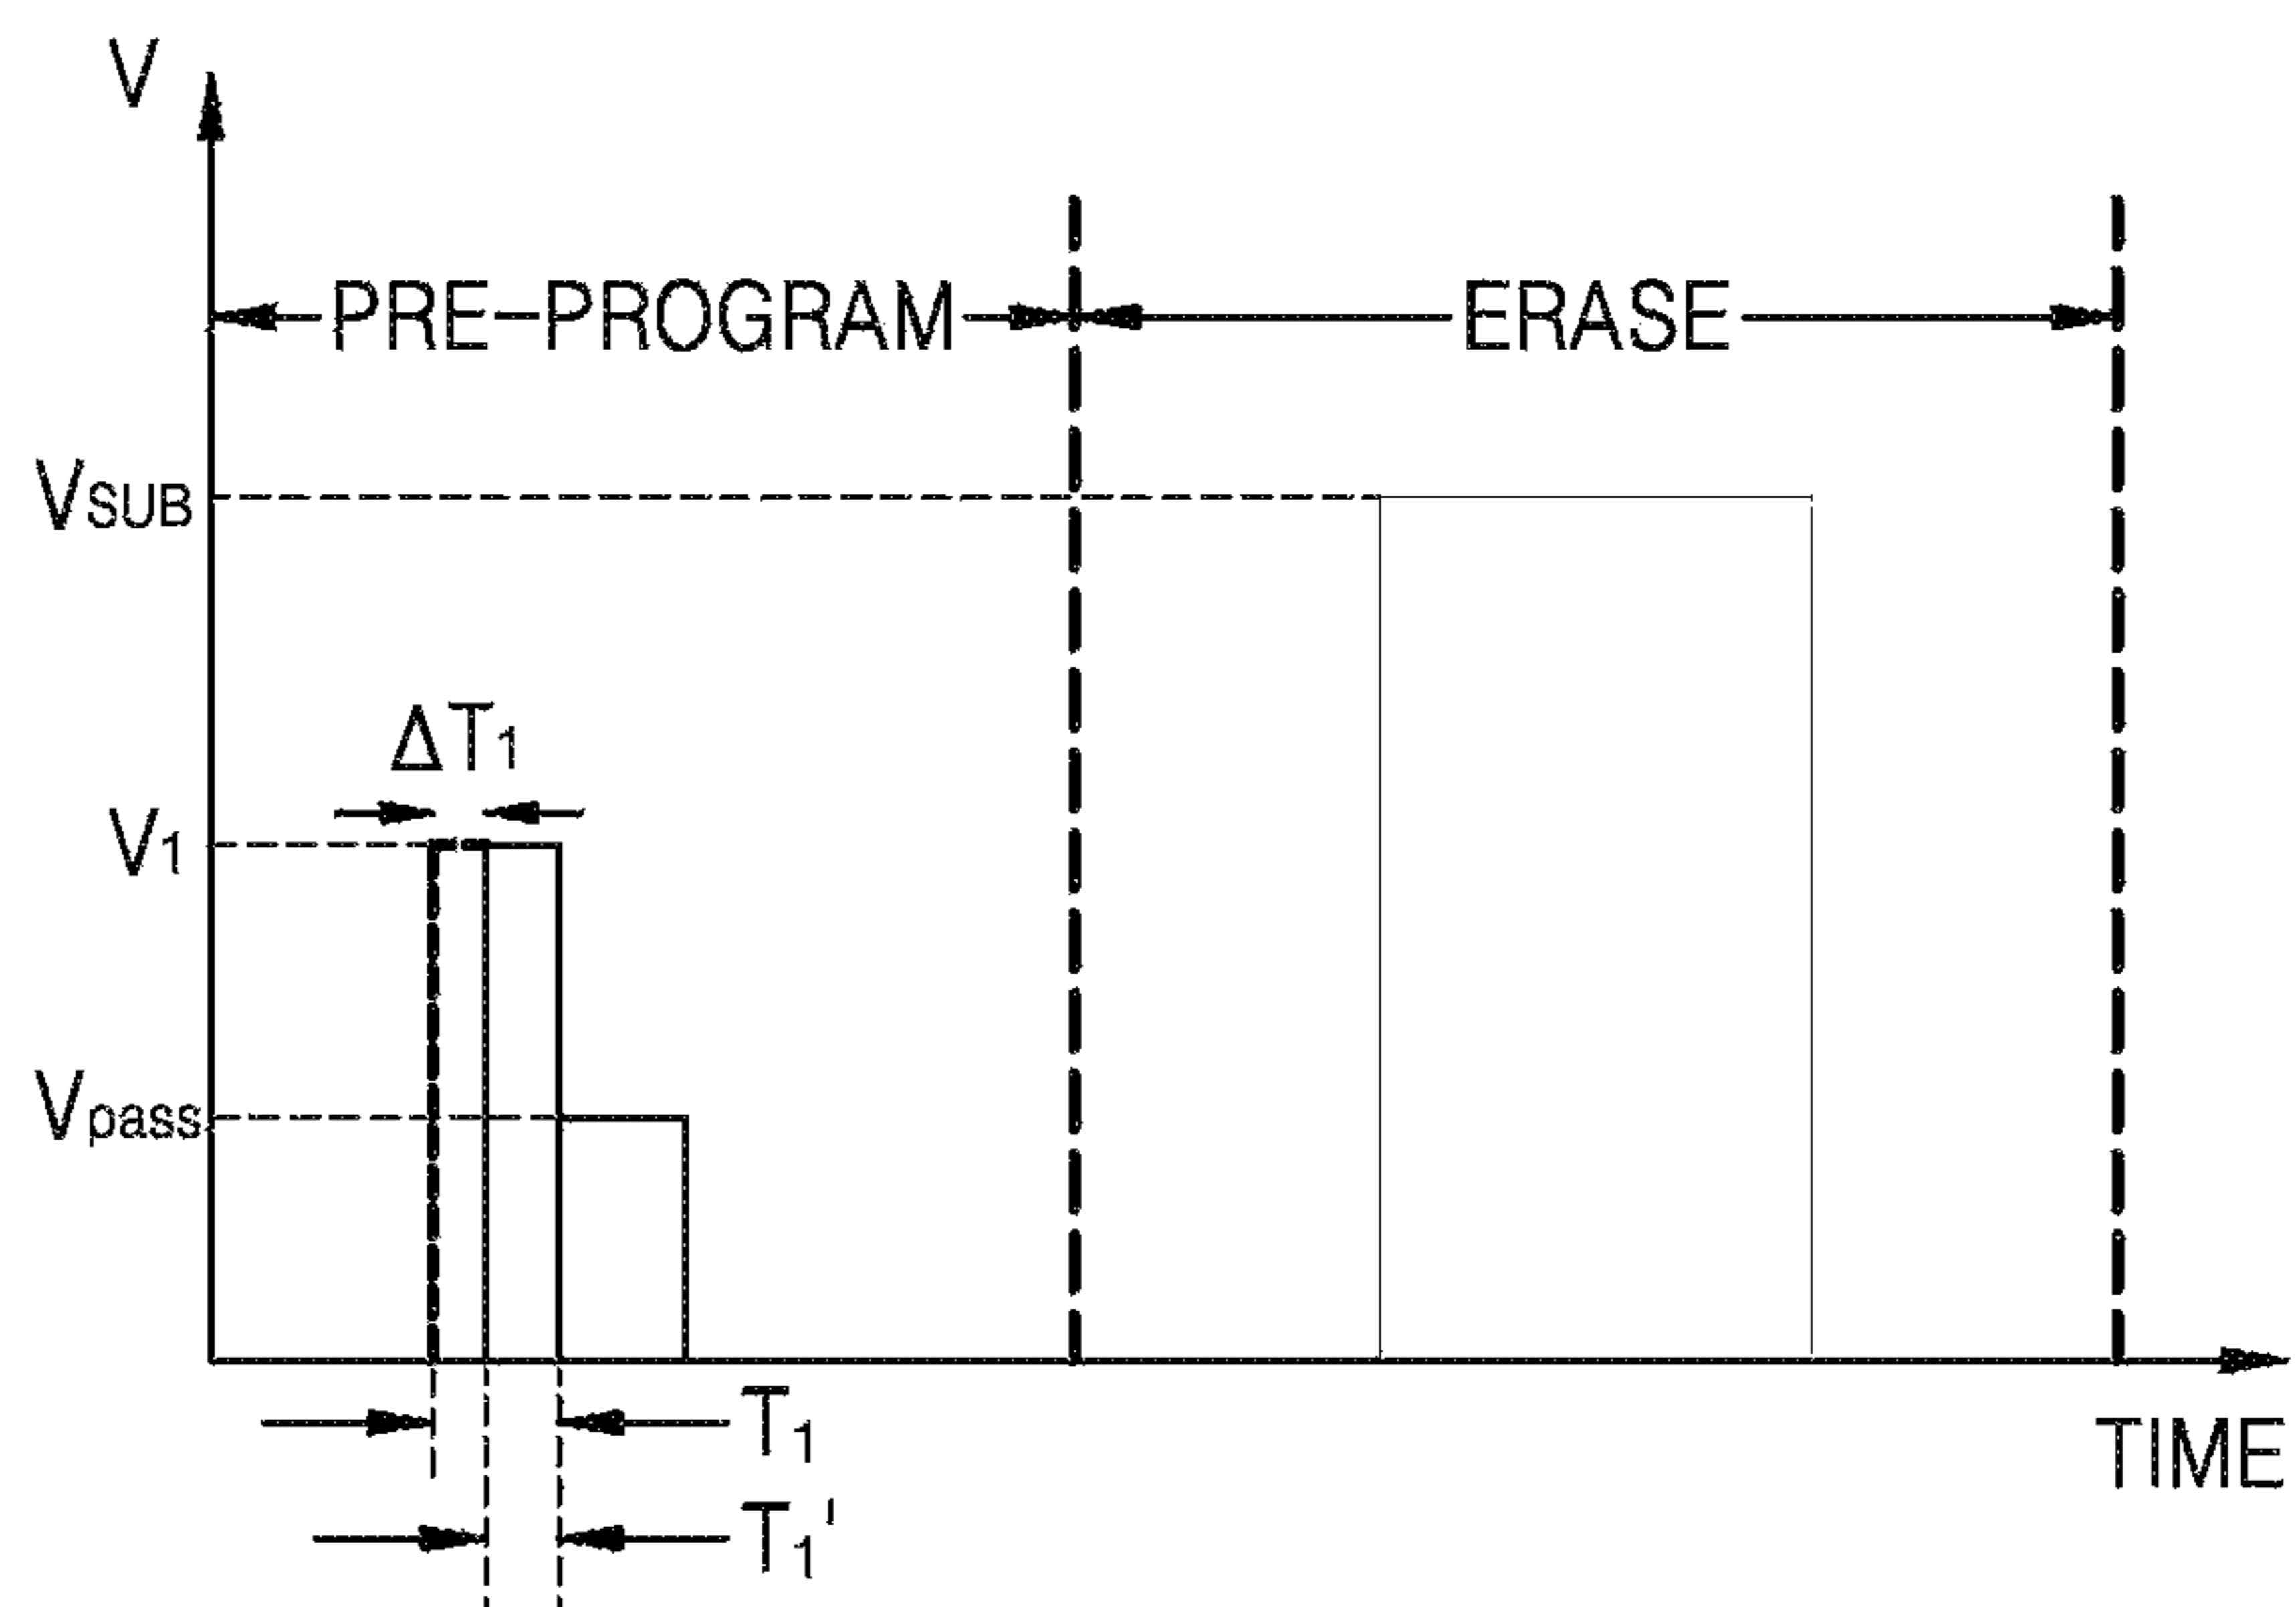 V
PRE-PROGRAM ERASE
VSUB
ΔT1
V1
Vpass
T1
TIME
T1'